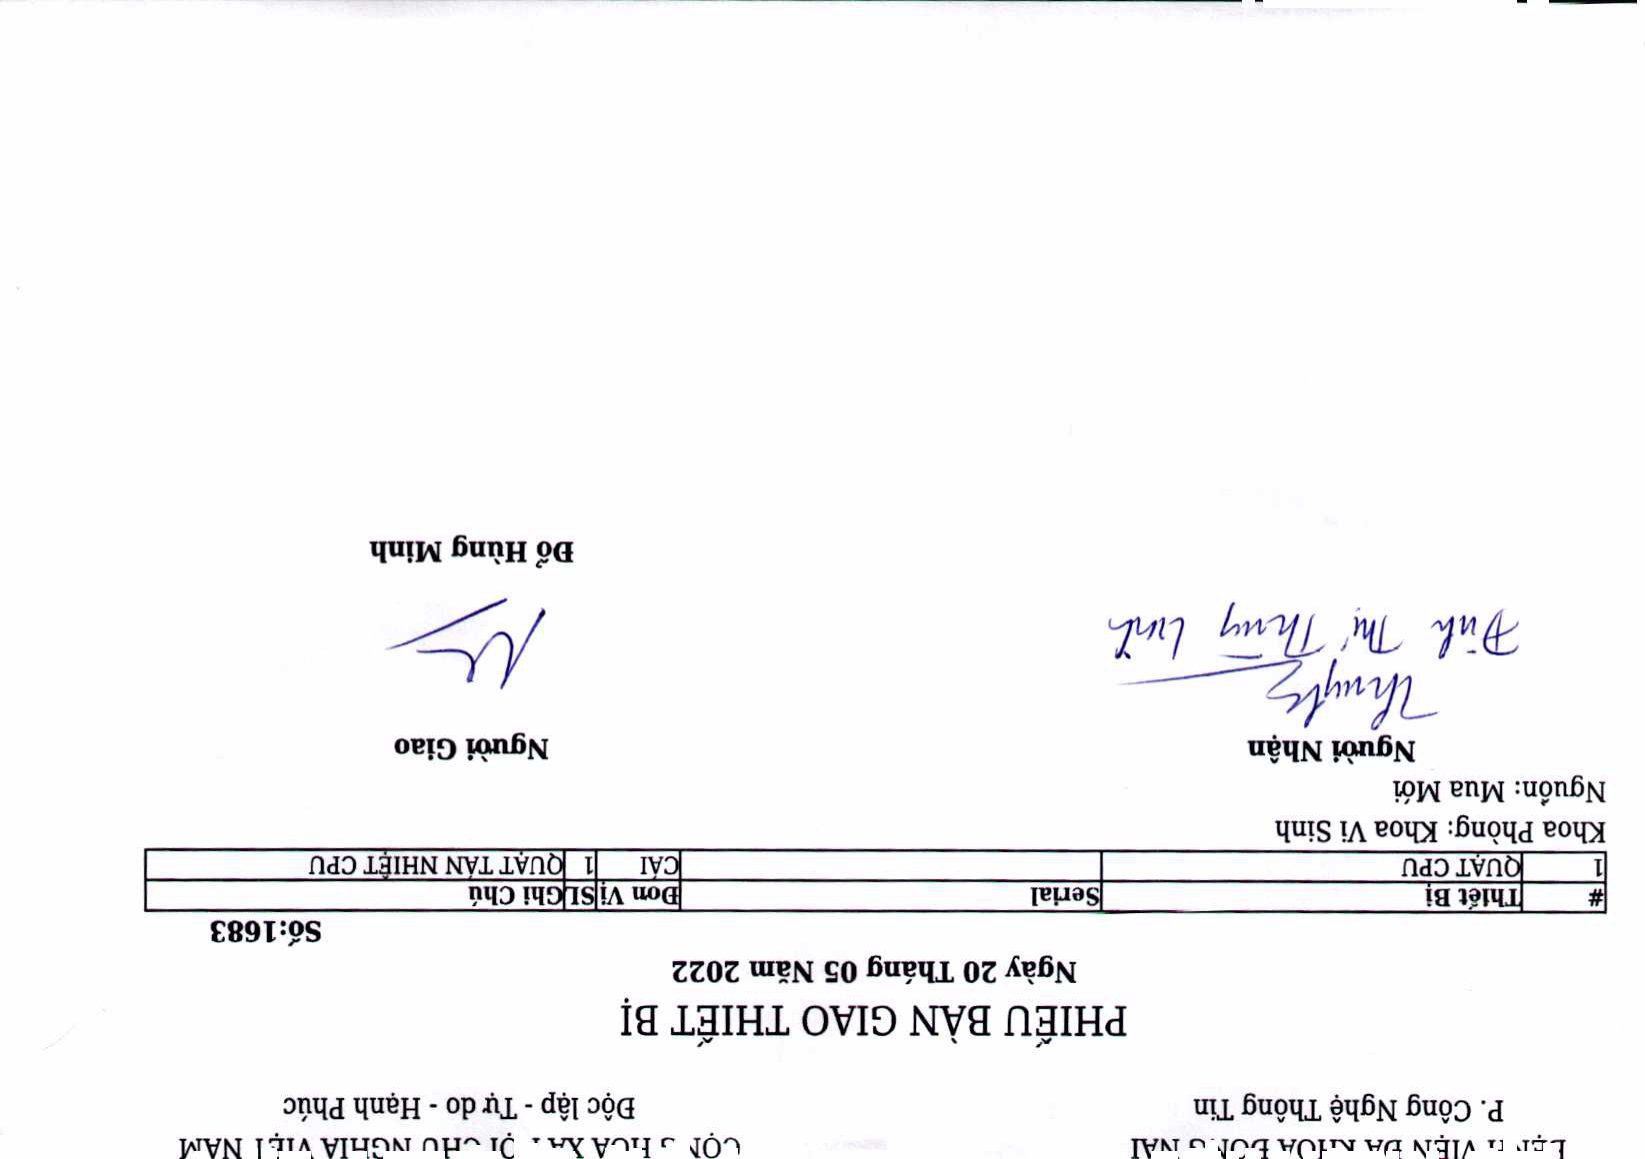 BỆNH VIỆN ĐA KHOA ĐỒNG NAI
P. Công Nghệ Thông Tin
CỘNG HÒA XÃ HỘI CHỦ NGHĨA VIỆT NAM
Độc lập - Tự do - Hạnh Phúc
PHIẾU BÀN GIAO THIẾT BỊ
Ngày 20 Tháng 05 Năm 2022
Số:1683
# Thiết Bị Serial Đơn Vị SL Ghi Chú
1 QUẠT CPU CÁI 1 QUẠT TẢN NHIỆT CPU
Khoa Phòng: Khoa Vi Sinh
Nguồn: Mua Mới
Người Nhận
Người Giao
Đinh Thị Thùy Linh
Đỗ Hùng Minh